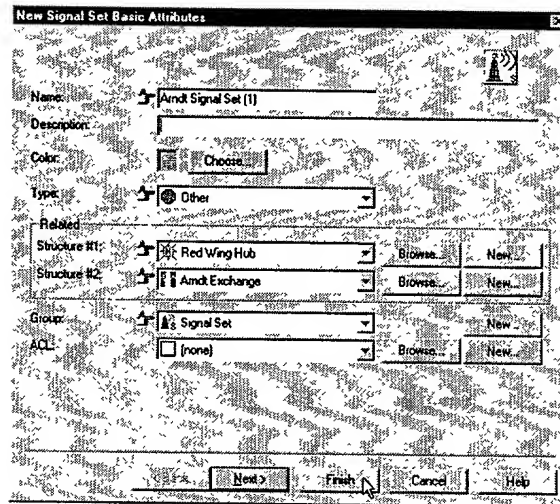 New Signal Set Basic Attributes
Name: Arndt Signal Set (1)
Description:
Color: Choose...
Type: Other
Related
Structure #1: Red Wing Hub Browse... New...
Structure #2: Arndt Exchange Browse... New...
Group: Signal Set New...
ACL: (none) Browse... New...
Next > Finish Cancel Help